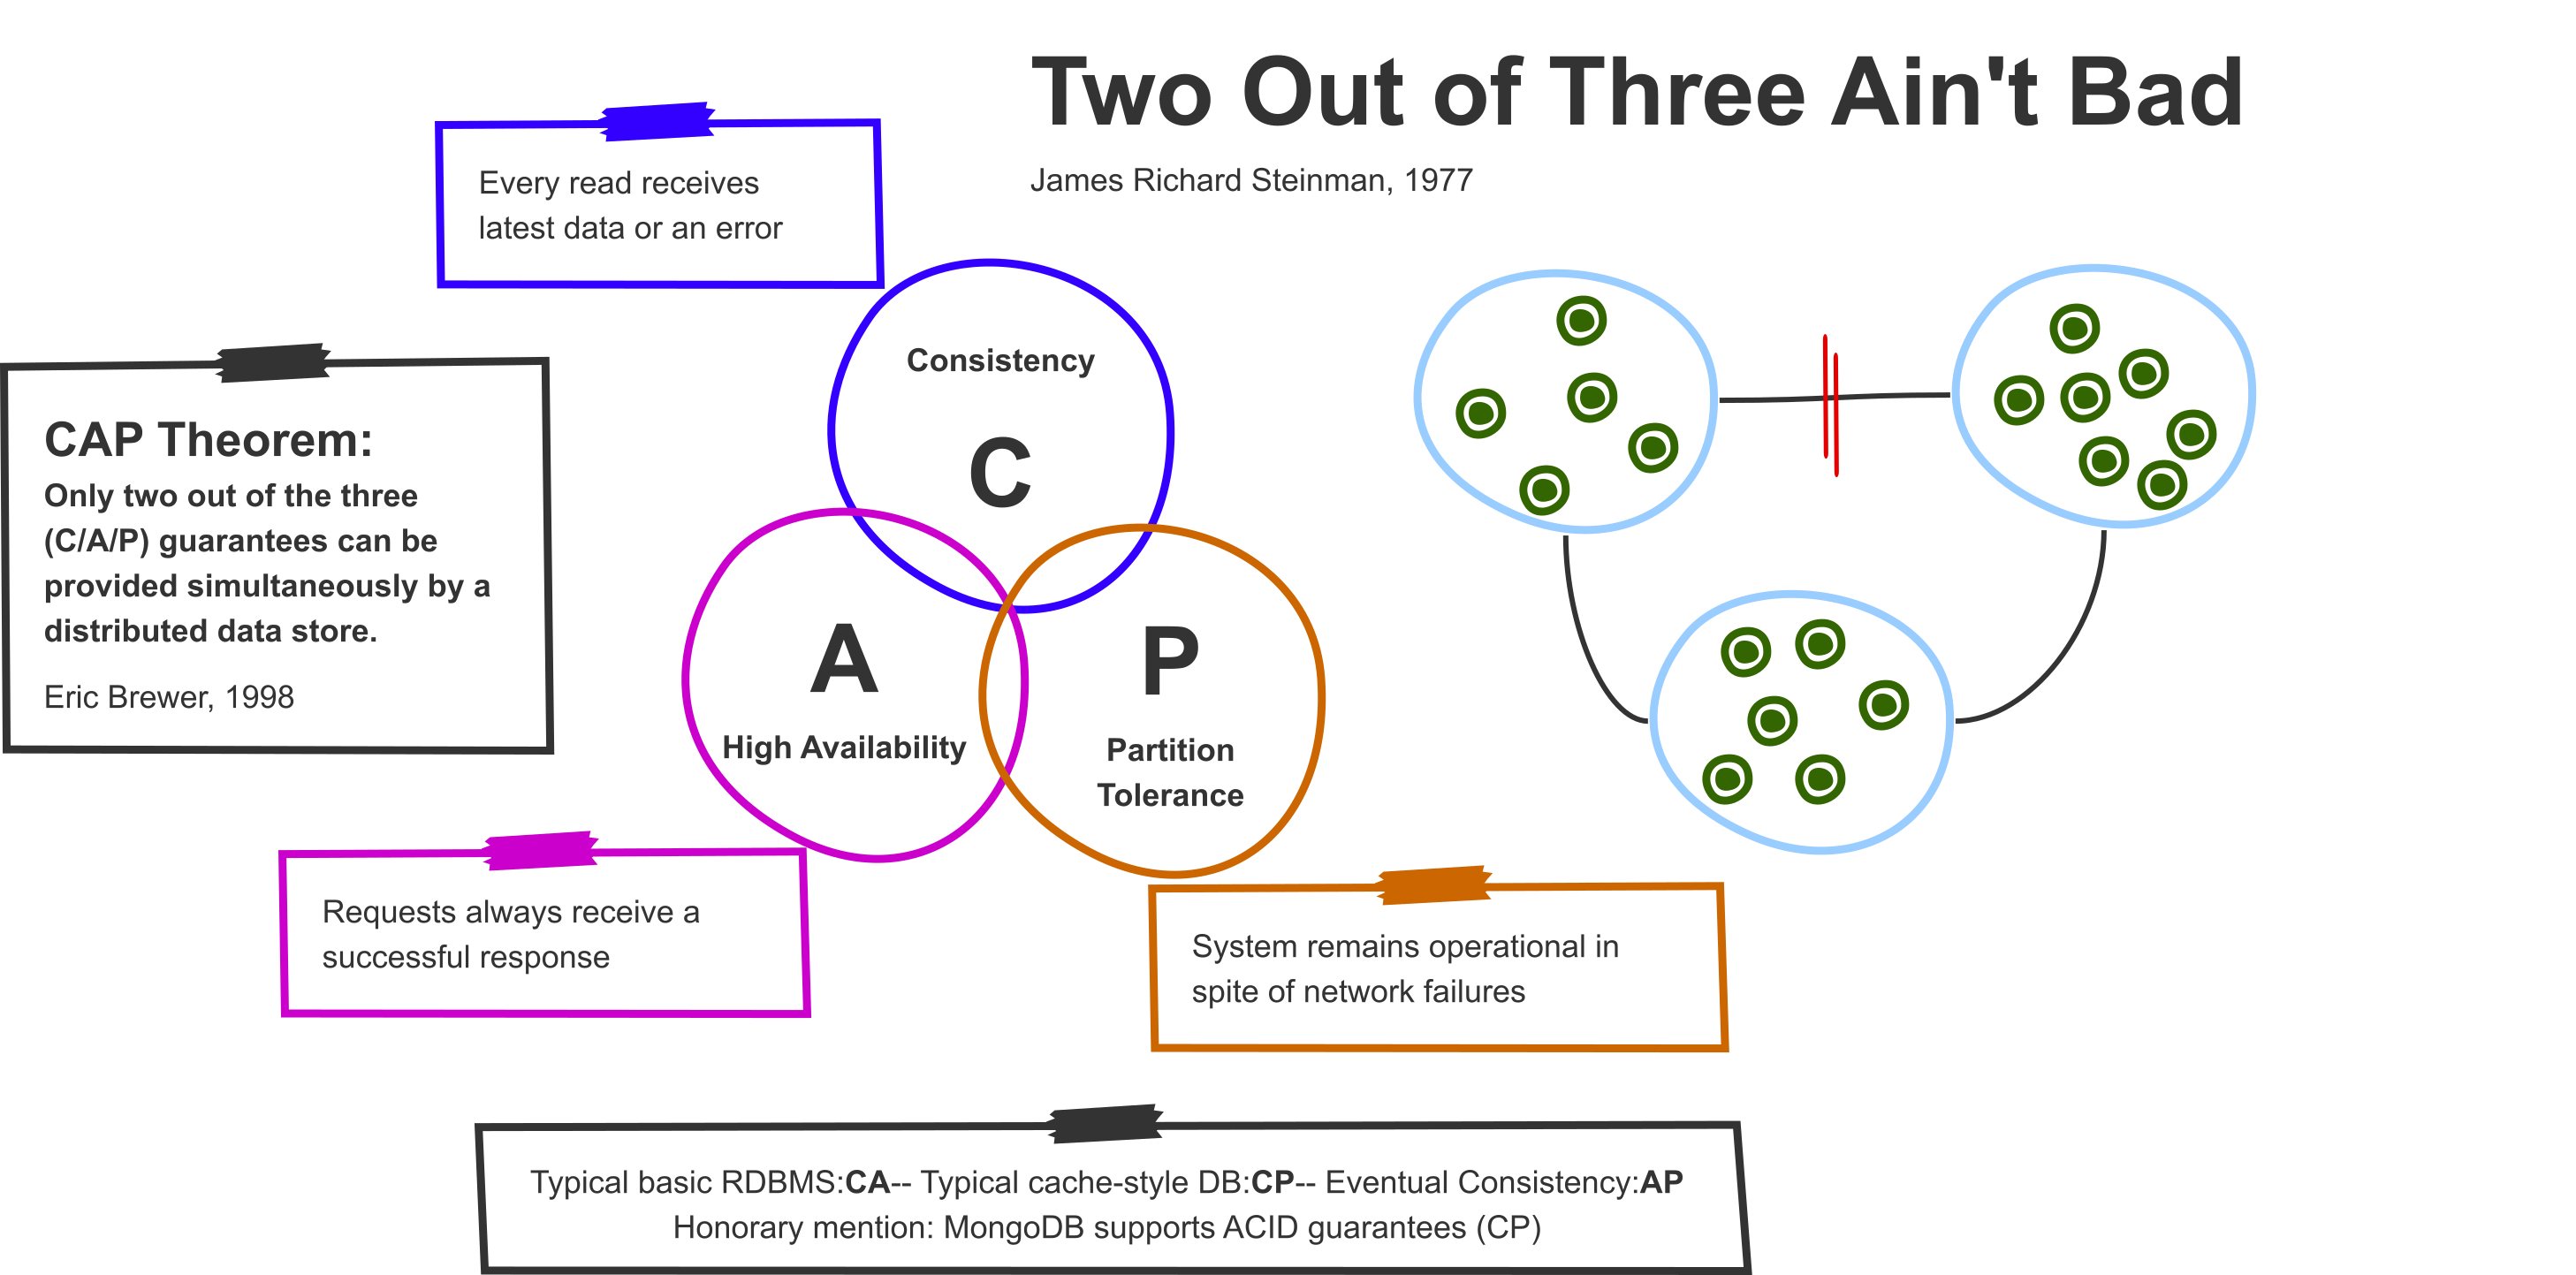 Two Out of Three Ain't Bad
James Richard Steinman, 1977
Every read receives
latest data or an error
CAP Theorem:
Only two out of the three
(C/A/P) guarantees can be
provided simultaneously by a
distributed data store.
Eric Brewer, 1998
Consistency
C
A
High Availability
P
Partition
Tolerance
Requests always receive a
successful response
System remains operational in
spite of network failures
Typical basic RDBMS:CA-- Typical cache-style DB:CP-- Eventual Consistency:AP
Honorary mention: MongoDB supports ACID guarantees (CP)